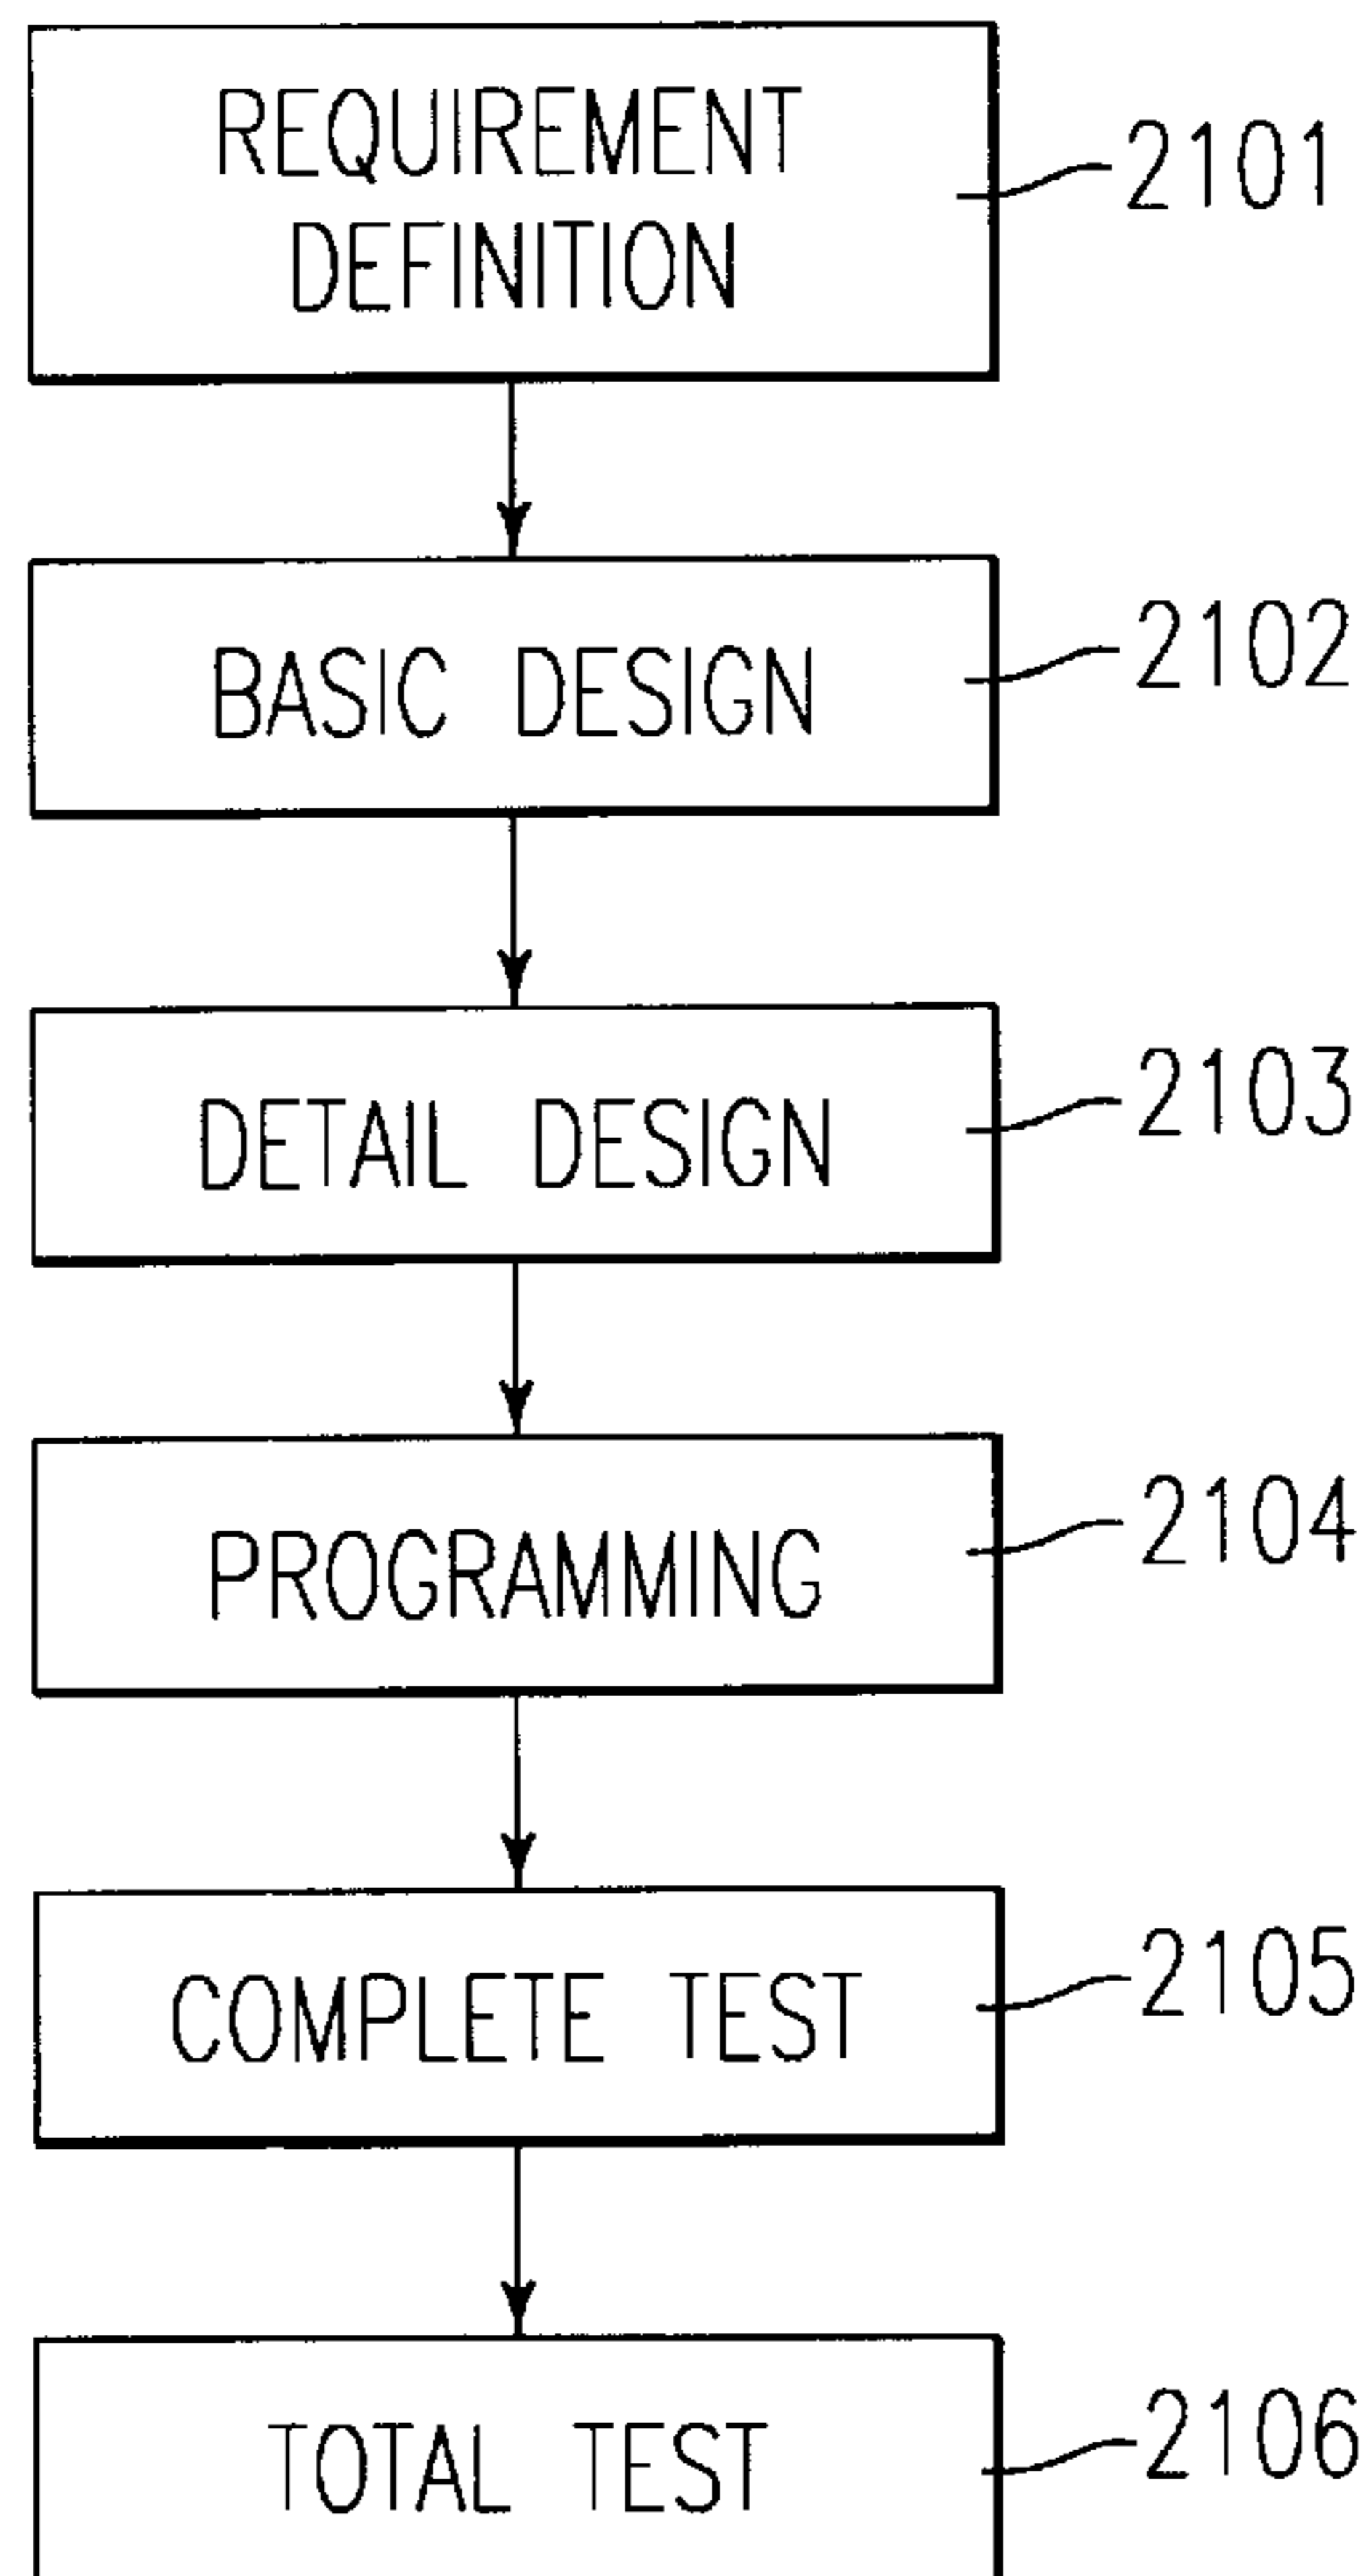 REQUIREMENT
DEFINITION
2101
BASIC DESIGN
2102
DETAIL DESIGN
2103
PROGRAMMING
2104
COMPLETE TEST
2105
TOTAL TEST
2106